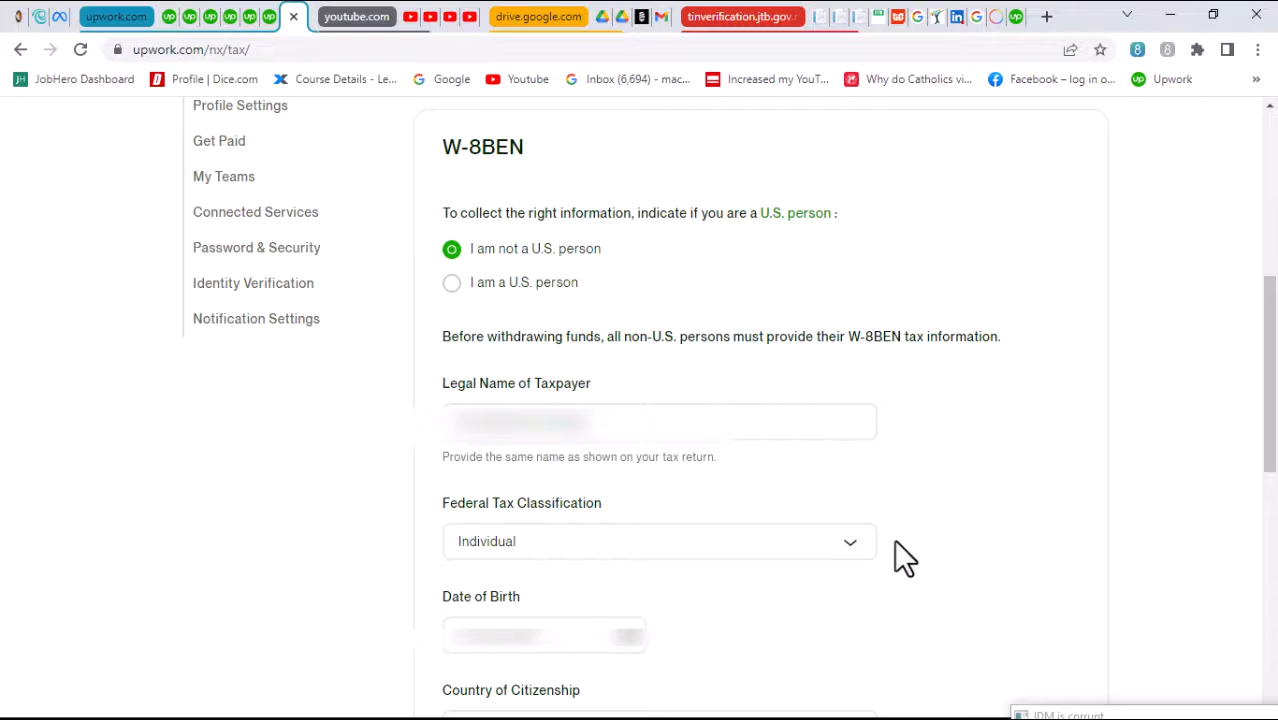 upwork.com
youtube.com
drive.google.com
tinverification.jtb.gov.
upwork.com/nx/tax/
JobHero Dashboard
Profile | Dice.com
Course Details - Le...
Google
Youtube
Inbox (6,694) - mac...
Increased my YouT...
Why do Catholics vi...
Facebook – log in o...
Upwork
Profile Settings
Get Paid
My Teams
Connected Services
Password & Security
Identity Verification
Notification Settings
W-8BEN
To collect the right information, indicate if you are a U.S. person :
I am not a U.S. person
I am a U.S. person
Before withdrawing funds, all non-U.S. persons must provide their W-8BEN tax information.
Legal Name of Taxpayer
Provide the same name as shown on your tax return.
Federal Tax Classification
Individual
Date of Birth
Country of Citizenship
IDM is corrupt